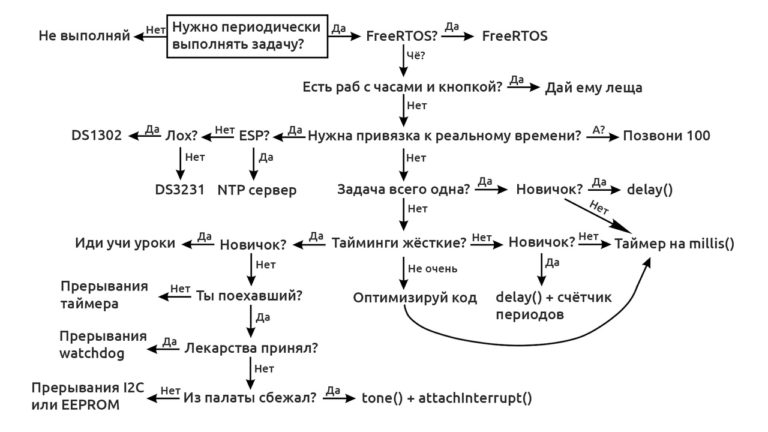 Нужно периодически
выполнять задачу?
Нет
Не выполняй
Да
FreeRTOS?
Да
FreeRTOS
Чё?
Есть раб с часами и кнопкой?
Да
Дай ему леща
Нет
DS1302
Да
Лох?
Нет
ESP?
Да
Нужна привязка к реальному времени?
А?
Позвони 100
Нет
Да
Нет
DS3231
NTP сервер
Задача всего одна?
Да
Новичок?
Да
delay()
Нет
Нет
Иди учи уроки
Да
Новичок?
Да
Тайминги жёсткие?
Нет
Новичок?
Нет
Таймер на millis()
Нет
Не очень
Да
Прерывания
таймера
Нет
Ты поехавший?
Оптимизируй код
delay() + счётчик
периодов
Да
Прерывания
watchdog
Да
Лекарства принял?
Нет
Прерывания I2C
или EEPROM
Нет
Из палаты сбежал?
Да
tone() + attachInterrupt()